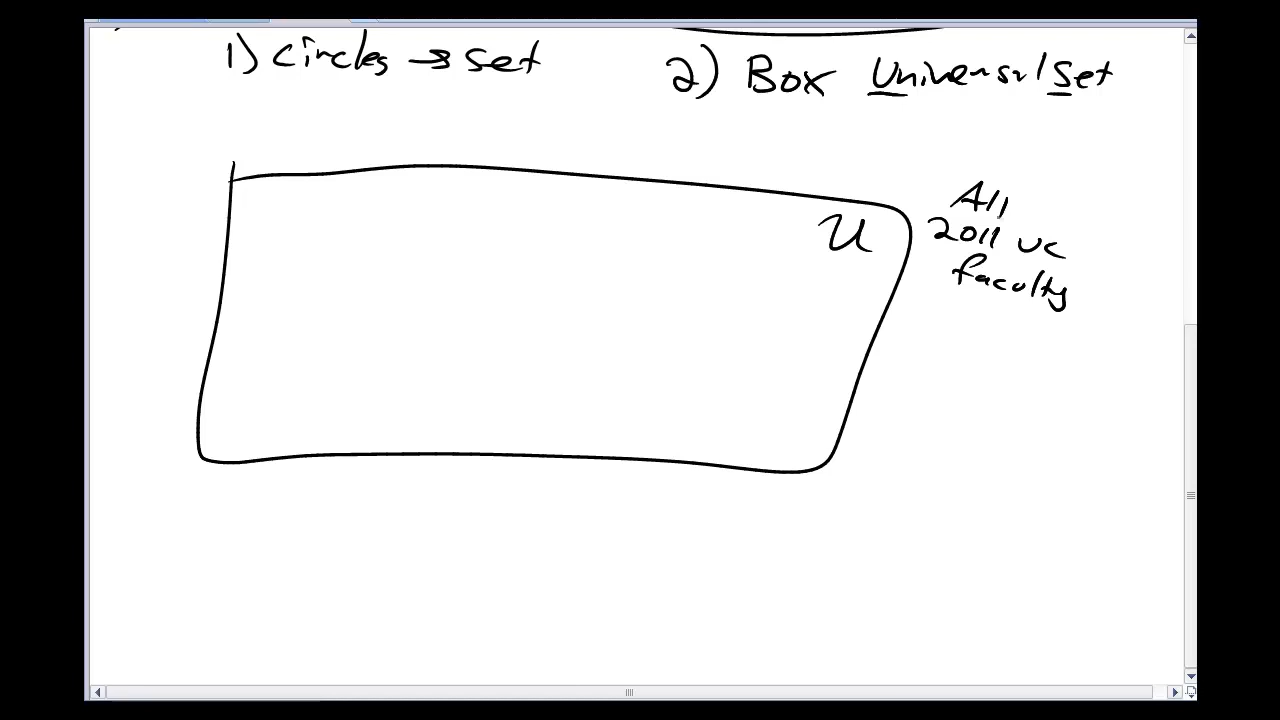 1) Circles → Set
2) Box Universal Set
U
All
2011 UC
faculty